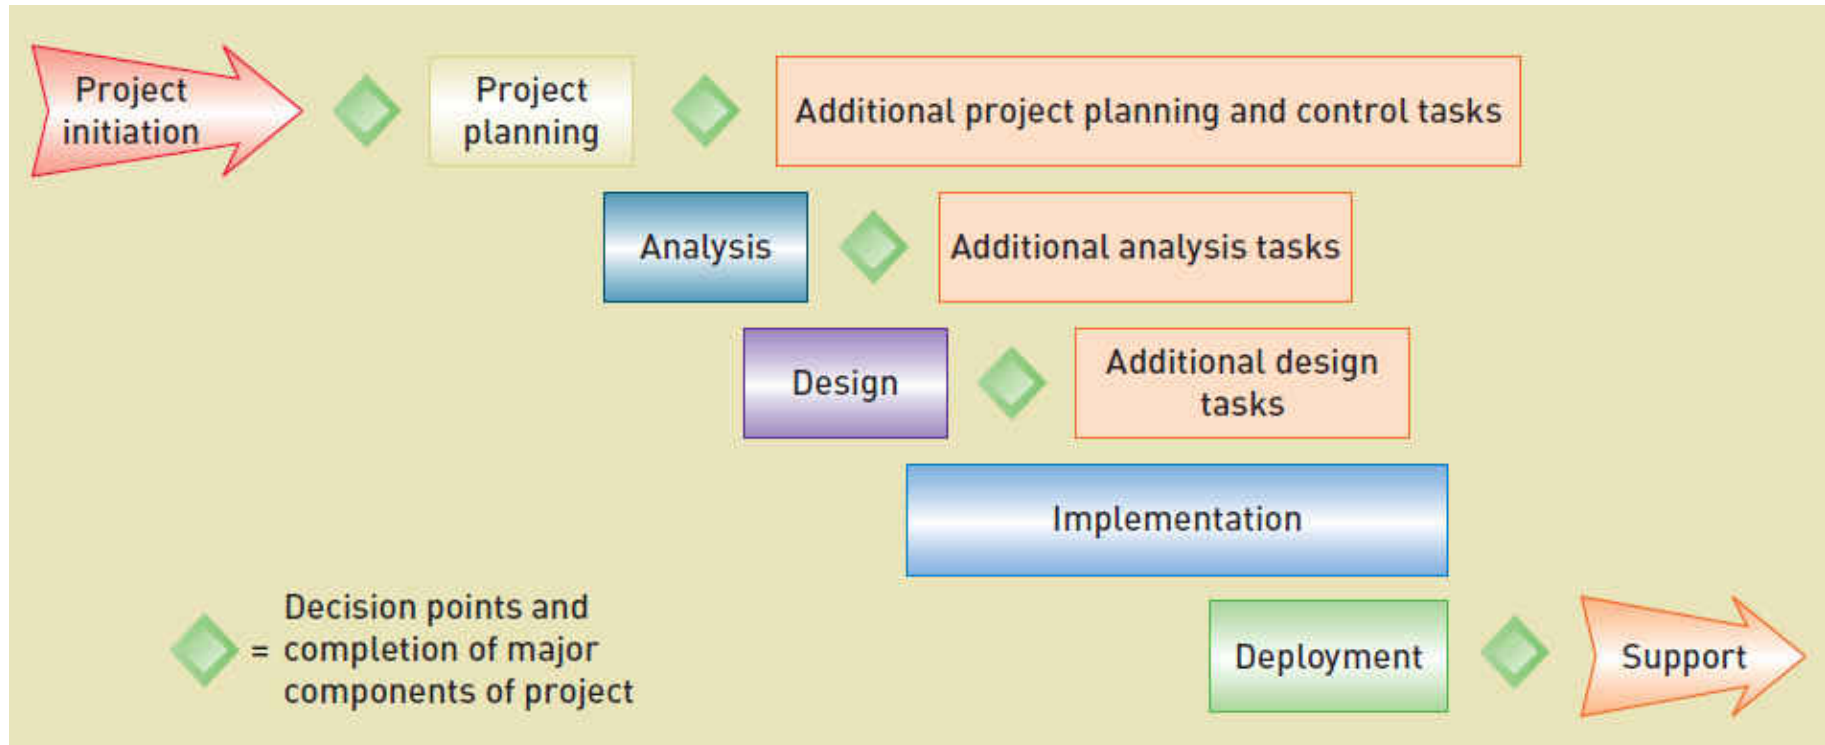 Project
initiation
Project
planning
Additional project planning and control tasks
Analysis
Additional analysis tasks
Design
Additional design
tasks
Implementation
Decision points and
= completion of major
components of project
Deployment
Support